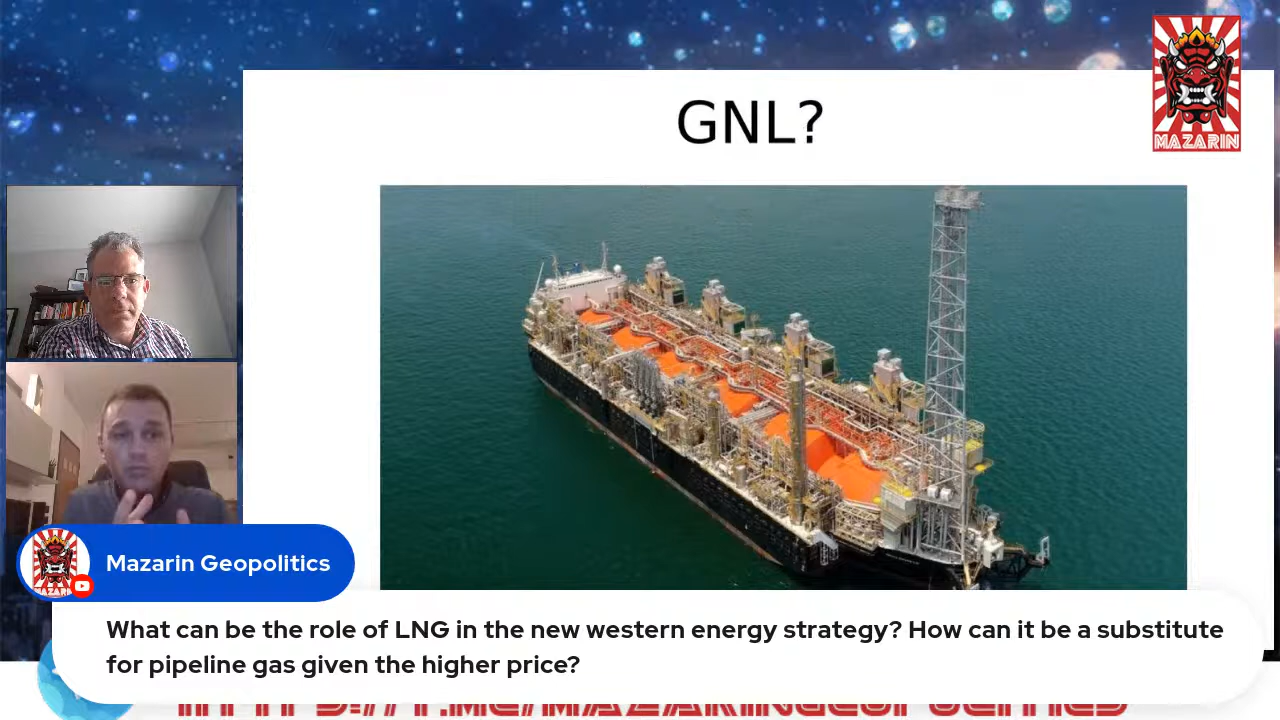 GNL?
MAZARIN
Mazarin Geopolitics
What can be the role of LNG in the new western energy strategy? How can it be a substitute
for pipeline gas given the higher price?